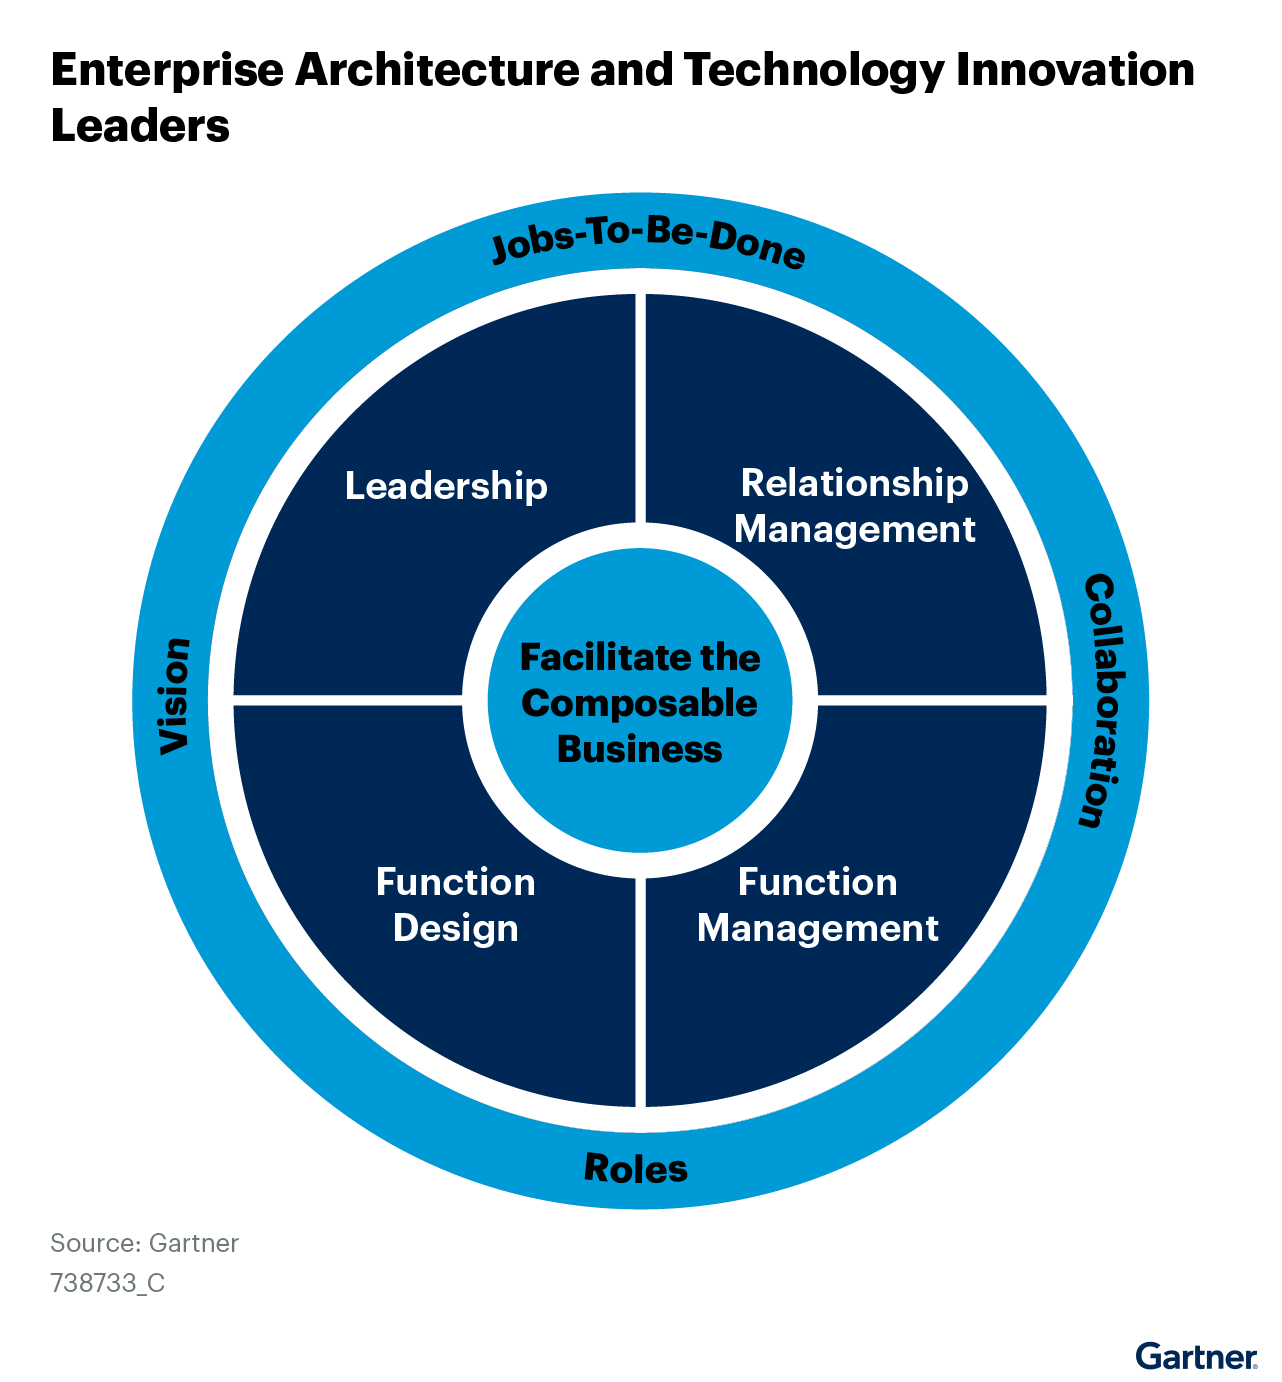 Enterprise Architecture and Technology Innovation
Leaders
Jobs-To-Be-Done
Leadership
Relationship
Management
Vision
Facilitate the
Composable
Business
Collaboration
Function
Design
Function
Management
Roles
Source: Gartner
738733_C
Gartner®